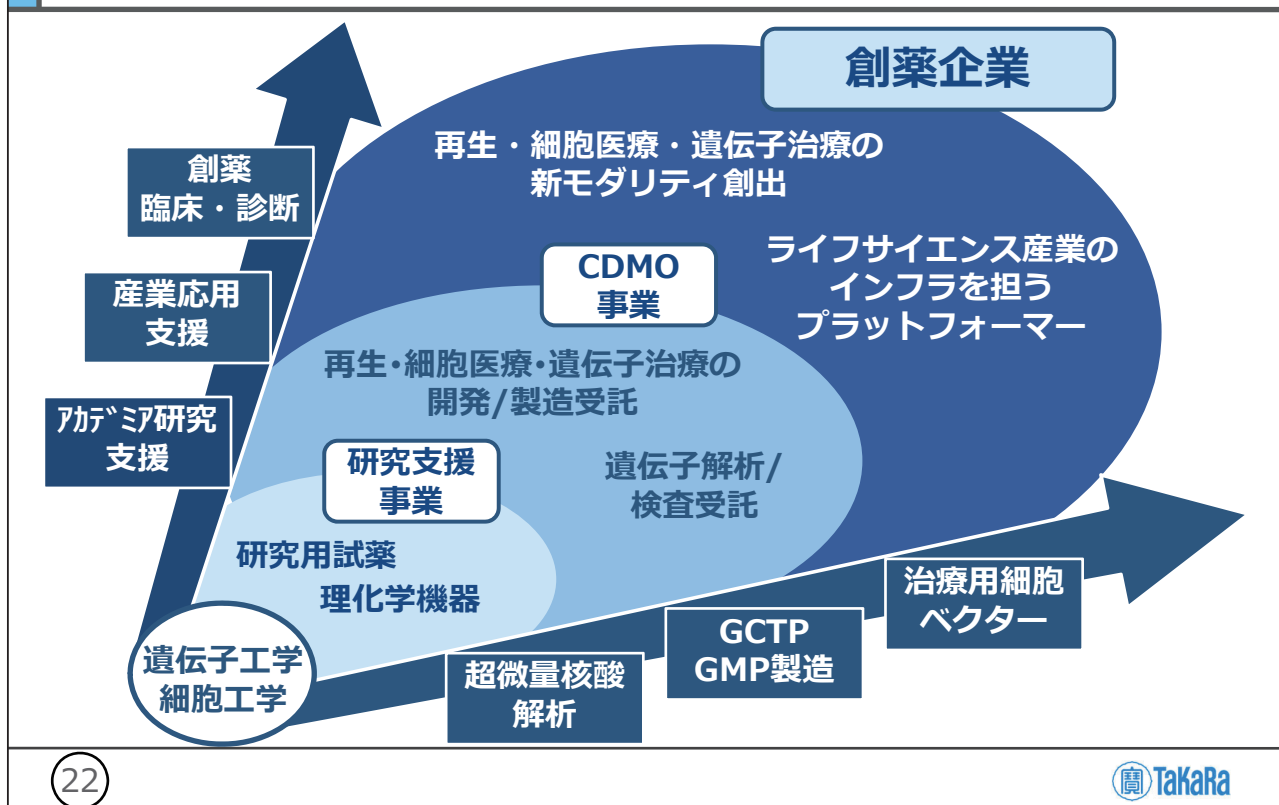 創薬企業
再生・細胞医療・遺伝子治療の
新モダリティ創出
創薬
臨床・診断
ライフサイエンス産業の
インフラを担う
プラットフォーマー
CDMO
事業
産業応用
支援
再生・細胞医療・遺伝子治療の
開発/製造受託
ｱｶﾃﾞﾐｱ研究
支援
研究支援
事業
遺伝子解析/
検査受託
研究用試薬
理化学機器
治療用細胞
ベクター
GCTP
GMP製造
超微量核酸
解析
遺伝子工学
細胞工学
22
寶 TaKaRa